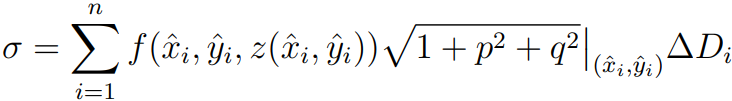 σ = ∑_{i=1}^{n} f(x̂_i, ŷ_i, z(x̂_i, ŷ_i))√(1 + p² + q²)|_{(x̂_i, ŷ_i)} ΔD_i